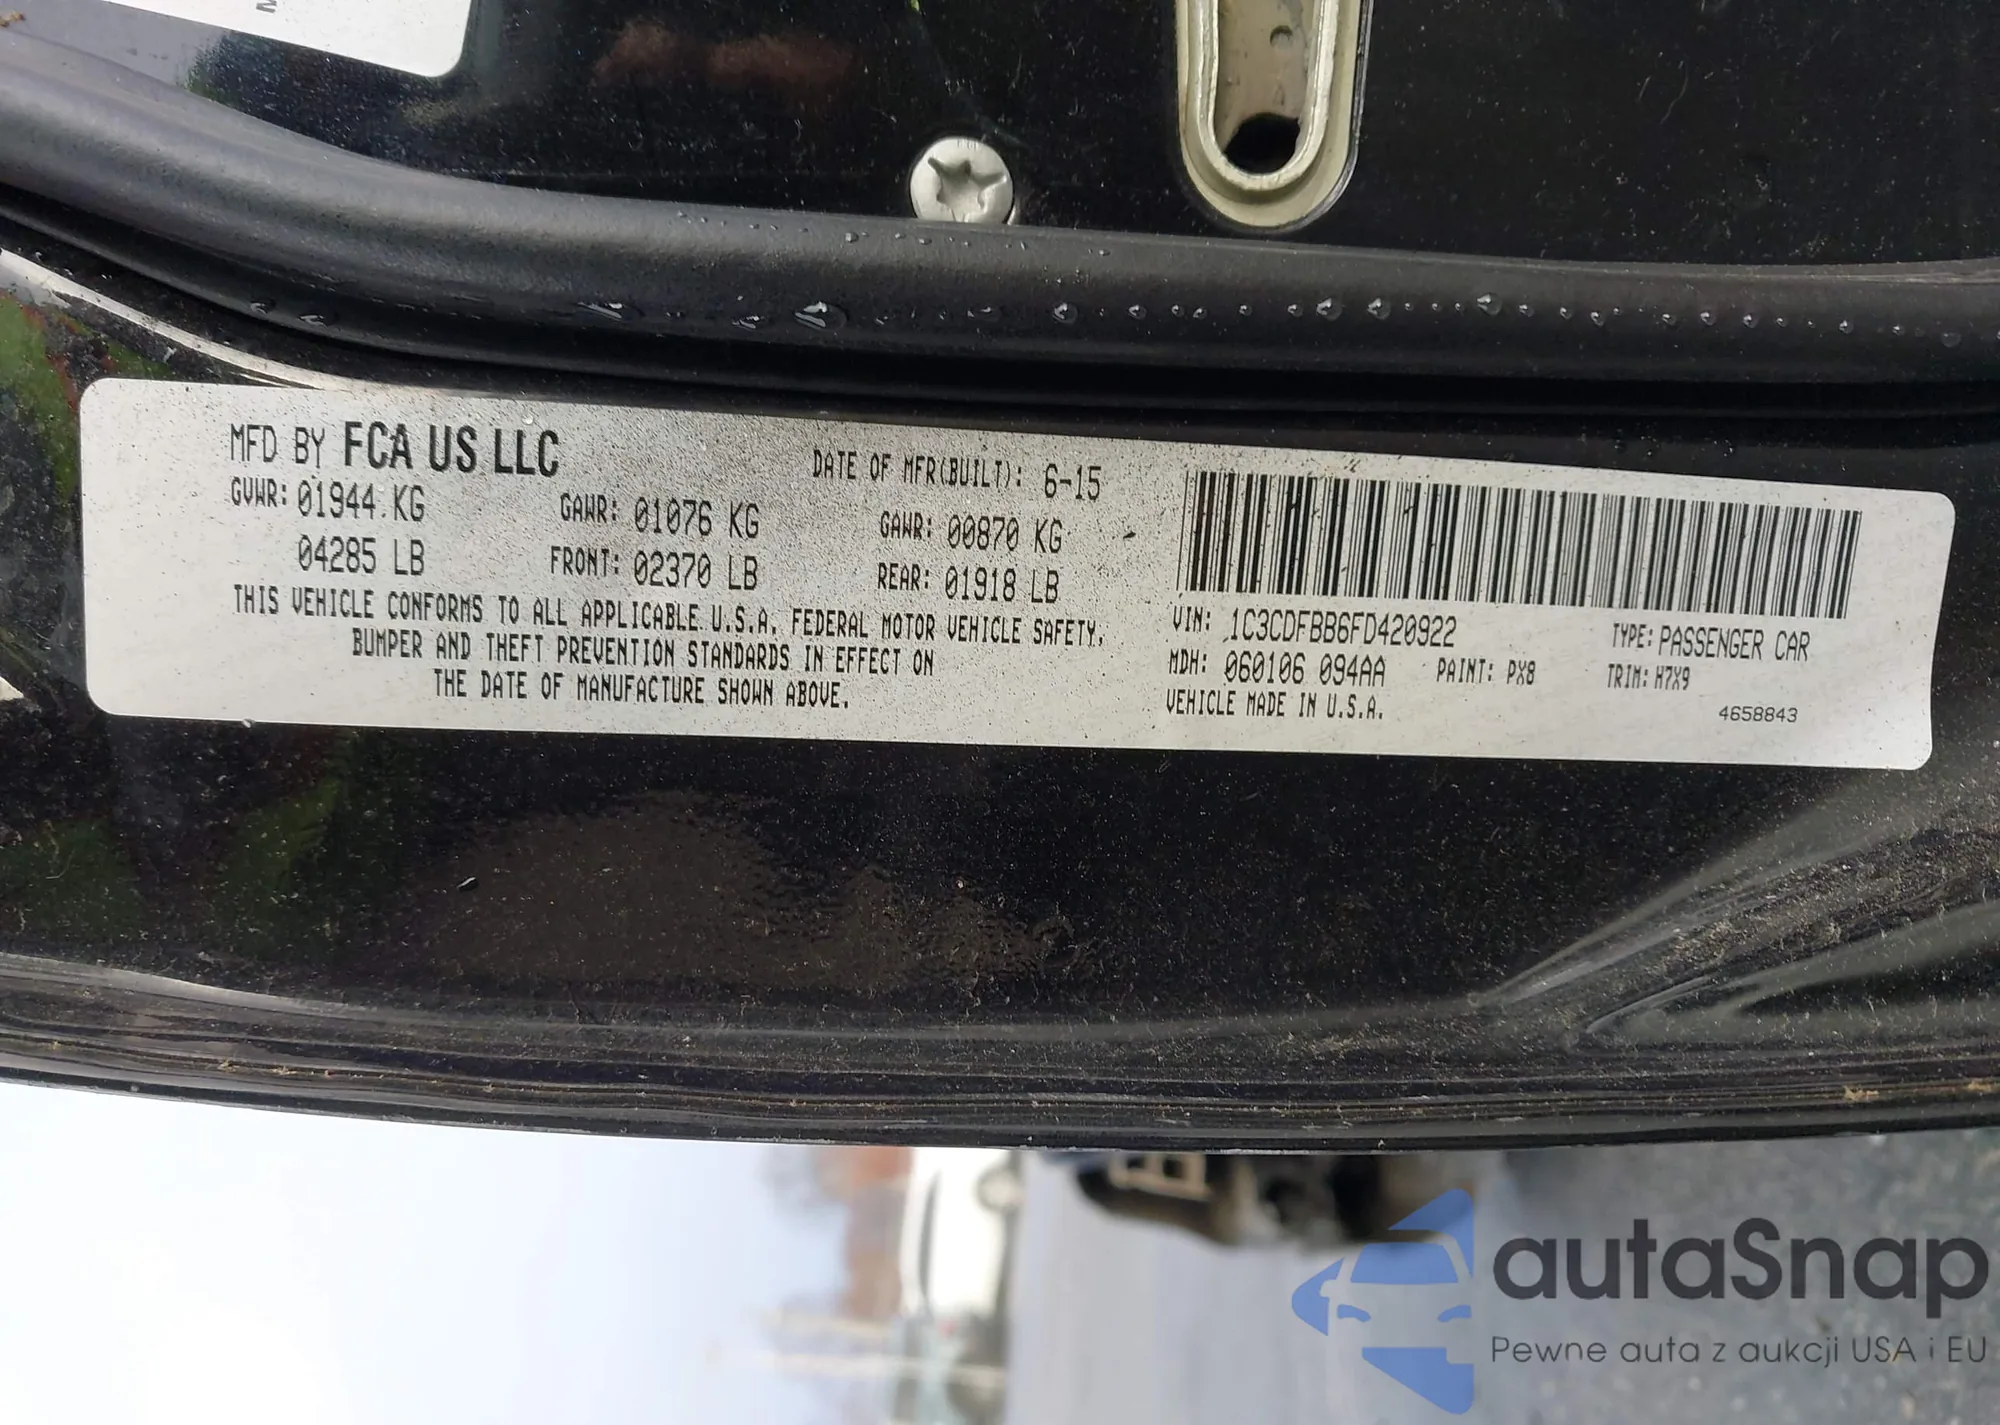 MFD BY FCA US LLC
DATE OF MFR(BUILT): 6-15
GVWR: 01944 KG
GAWR: 01076 KG
GAWR: 00870 KG
04285 LB
FRONT: 02370 LB
REAR: 01918 LB
THIS VEHICLE CONFORMS TO ALL APPLICABLE U.S.A. FEDERAL MOTOR VEHICLE SAFETY,
BUMPER AND THEFT PREVENTION STANDARDS IN EFFECT ON
THE DATE OF MANUFACTURE SHOWN ABOVE.
VIN: 1C3CDFBB6FD420922
TYPE: PASSENGER CAR
MDH: 060106 094AA
PAINT: PX8
TRIM: H7X9
VEHICLE MADE IN U.S.A.
4658843
autaSnap
Pewne auta z aukcji USA i EU